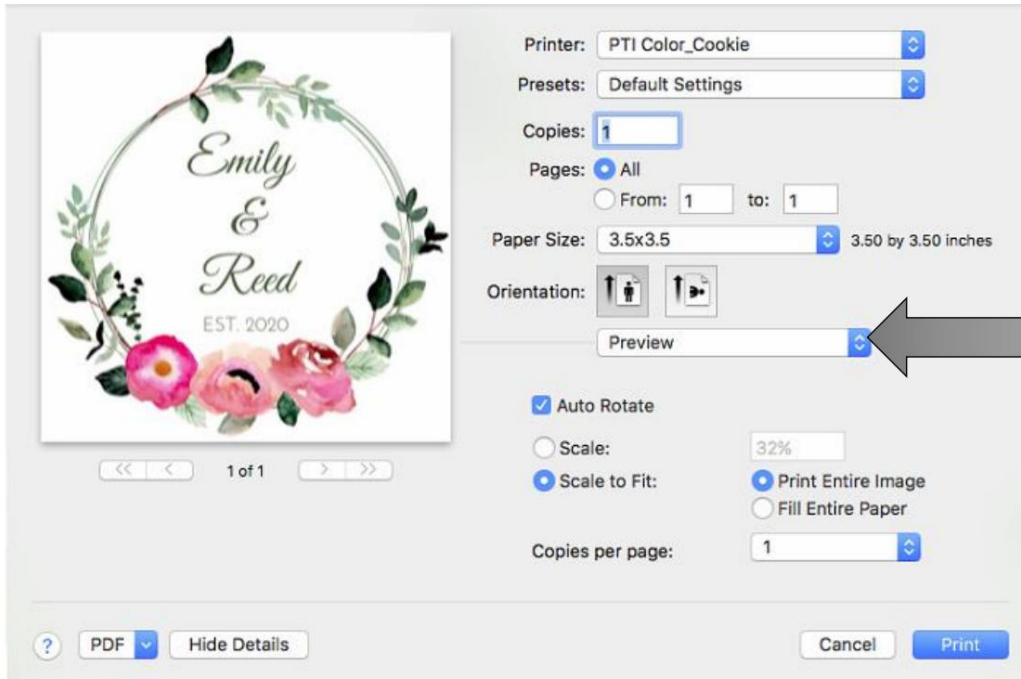 Emily
&
Reed
EST. 2020
<< < 1 of 1 > >>
Printer: PTI Color_Cookie
Presets: Default Settings
Copies: 1
Pages: All
From: 1 to: 1
Paper Size: 3.5x3.5 3.50 by 3.50 inches
Orientation:
Preview
Auto Rotate
Scale: 32%
Scale to Fit: Print Entire Image
Fill Entire Paper
Copies per page: 1
? PDF Hide Details Cancel Print